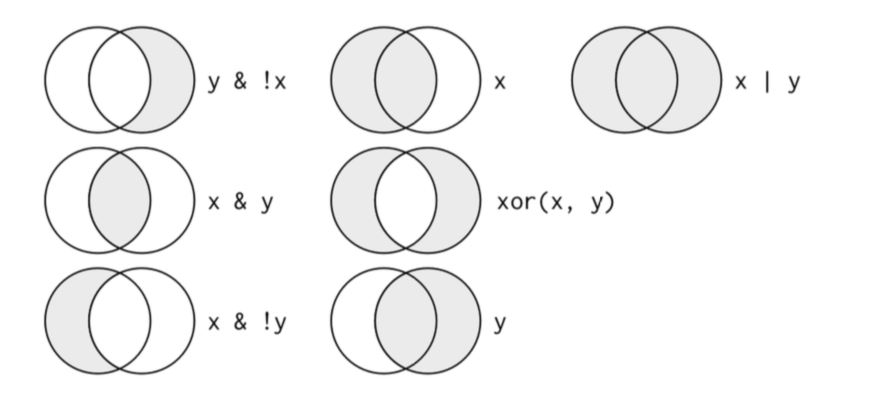 y & !x
x
x | y
x & y
xor(x, y)
x & !y
y